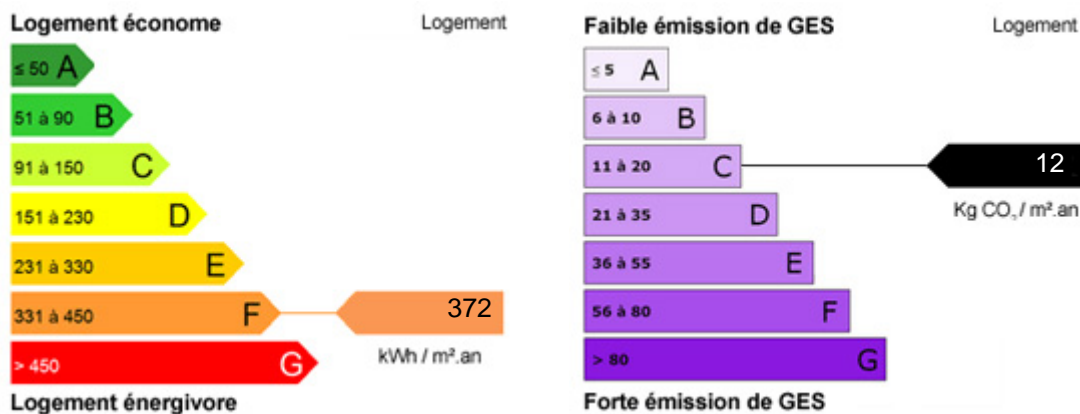 Logement économe Logement
≤ 50 A
51 à 90 B
91 à 150 C
151 à 230 D
231 à 330 E
331 à 450 F 372
> 450 G kWh / m².an
Logement énergivore
Faible émission de GES Logement
≤ 5 A
6 à 10 B
11 à 20 C 12
21 à 35 D Kg CO₂ / m².an
36 à 55 E
56 à 80 F
> 80 G
Forte émission de GES